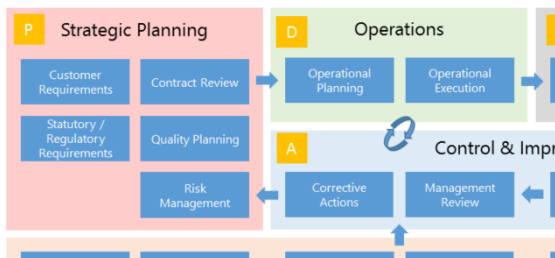 P
Strategic Planning
Customer
Requirements
Contract Review
Statutory /
Regulatory
Requirements
Quality Planning
Risk
Management
D
Operations
Operational
Planning
Operational
Execution
A
Control & Impr
Corrective
Actions
Management
Review